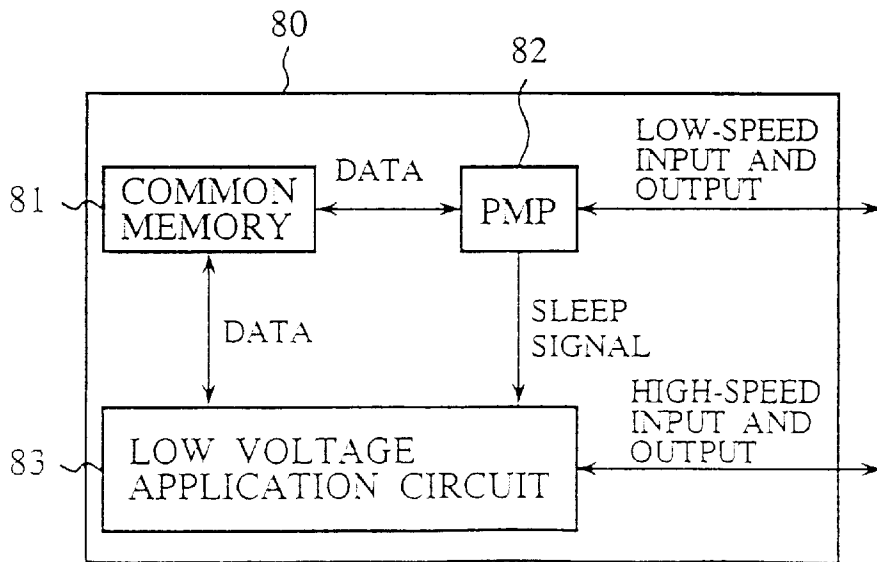 80
82
LOW-SPEED
INPUT AND
OUTPUT
DATA
81
COMMON
MEMORY
PMP
DATA
SLEEP
SIGNAL
HIGH-SPEED
INPUT AND
OUTPUT
83
LOW VOLTAGE
APPLICATION CIRCUIT